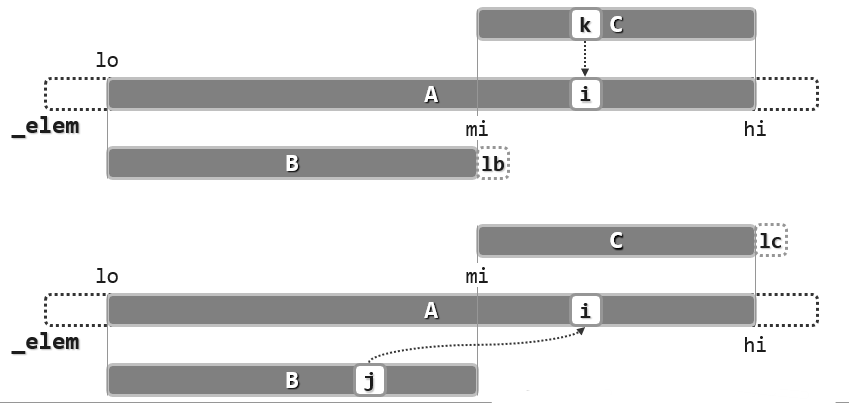 k C
lo
A i
_elem
mi hi
B lb
C lc
lo mi
A i
_elem
hi
B j